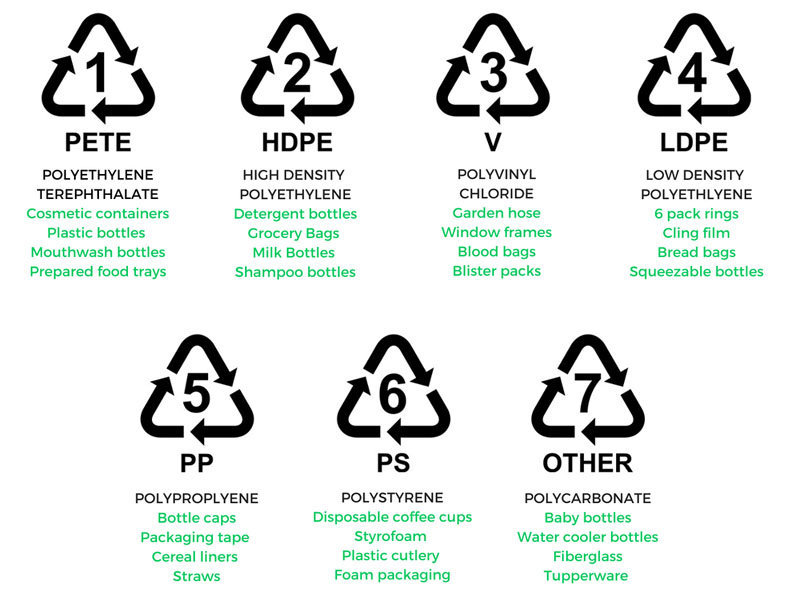 1
PETE
POLYETHYLENE
TEREPHTHALATE
Cosmetic containers
Plastic bottles
Mouthwash bottles
Prepared food trays
2
HDPE
HIGH DENSITY
POLYETHYLENE
Detergent bottles
Grocery Bags
Milk Bottles
Shampoo bottles
3
V
POLYVINYL
CHLORIDE
Garden hose
Window frames
Blood bags
Blister packs
4
LDPE
LOW DENSITY
POLYETHLYENE
6 pack rings
Cling film
Bread bags
Squeezable bottles
5
PP
POLYPROPLYENE
Bottle caps
Packaging tape
Cereal liners
Straws
6
PS
POLYSTYRENE
Disposable coffee cups
Styrofoam
Plastic cutlery
Foam packaging
7
OTHER
POLYCARBONATE
Baby bottles
Water cooler bottles
Fiberglass
Tupperware